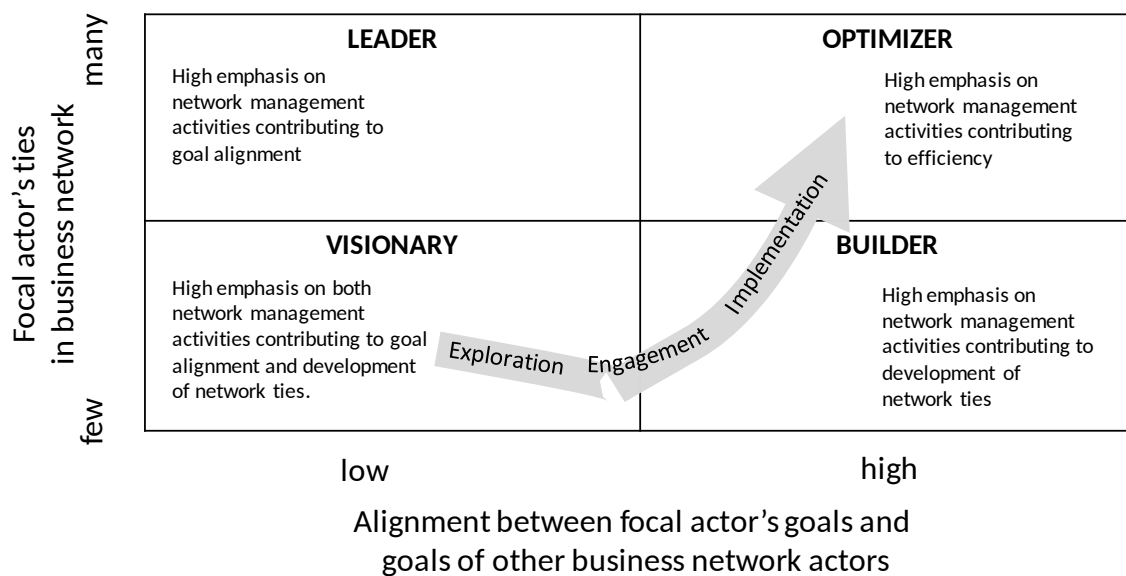 many
few
Focal actor’s ties
in business network
LEADER
High emphasis on
network management
activities contributing to
goal alignment
OPTIMIZER
High emphasis on
network management
activities contributing
to efficiency
VISIONARY
High emphasis on both
network management
activities contributing to goal
alignment and development
of network ties.
Exploration
Engagement
Implementation
BUILDER
High emphasis on
network management
activities contributing to
development of
network ties
low
high
Alignment between focal actor’s goals and
goals of other business network actors